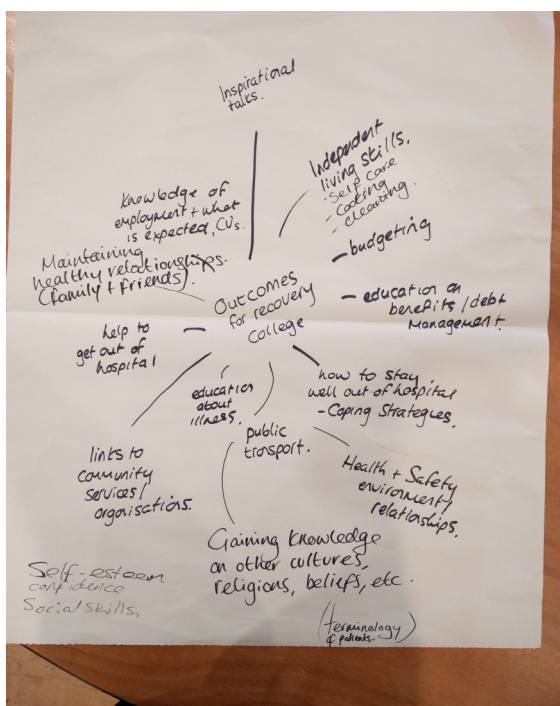 Inspirational
talks.
Independent
living skills.
- Self care
- Cooking
- cleaning.
- budgeting
- education on
benefits/debt
Management.
Knowledge of
employment + what
is expected, CVs.
Maintaining
healthy relationships.
(family + friends)
Outcomes
for recovery
College
help to
get out of
hospital
education
about
illness.
public
transport.
how to stay
well out of hospital
- Coping Strategies.
links to
community
services/
organisations.
Health + Safety
environment/
relationships.
Gaining knowledge
on other cultures,
religions, beliefs, etc.
Self-esteem
confidence
Social skills,
(terminology)
of patients.